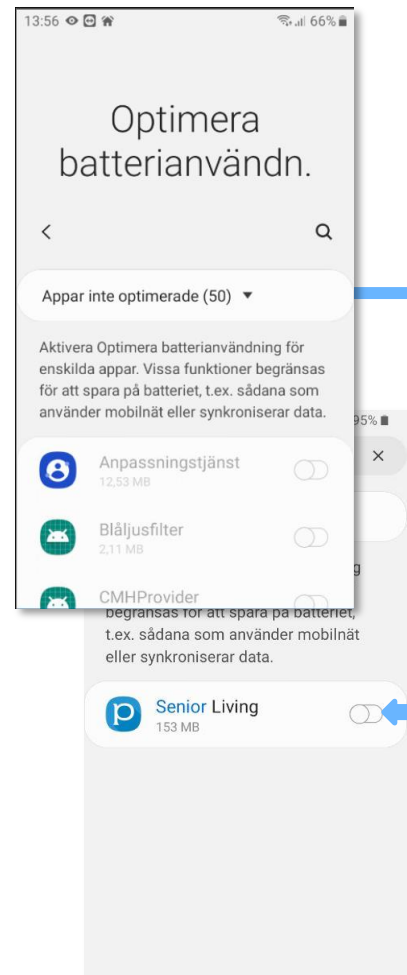 13:56 66%
Optimera
batterianvändn.
Appar inte optimerade (50)
Aktivera Optimera batterianvändning för
enskilda appar. Vissa funktioner begränsas
för att spara på batteriet, t.ex. sådana som
använder mobilnät eller synkroniserar data.
Anpassningstjänst
12,53 MB
Blåljusfilter
2,11 MB
CMHProvider
95%
begränsas för att spara på batteriet,
t.ex. sådana som använder mobilnät
eller synkroniserar data.
Senior Living
153 MB